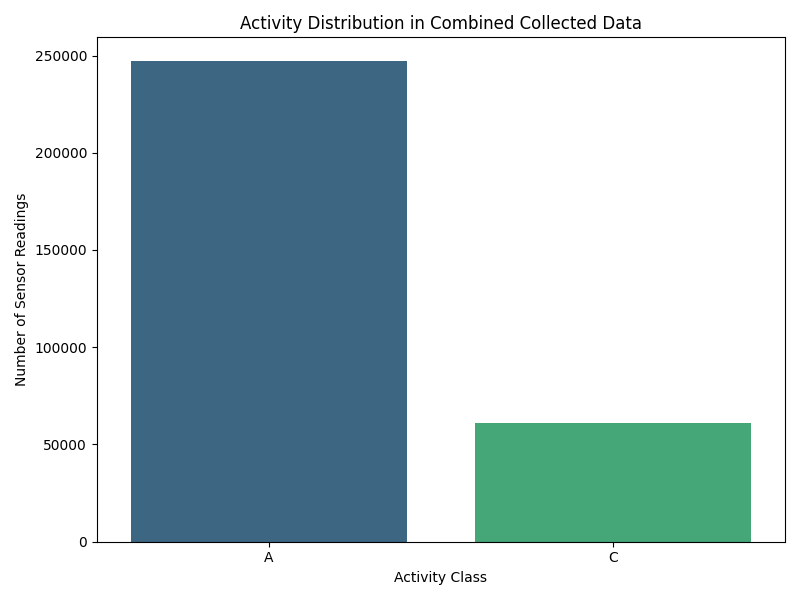 Activity Distribution in Combined Collected Data
Number of Sensor Readings
250000
200000
150000
100000
50000
0
A
C
Activity Class